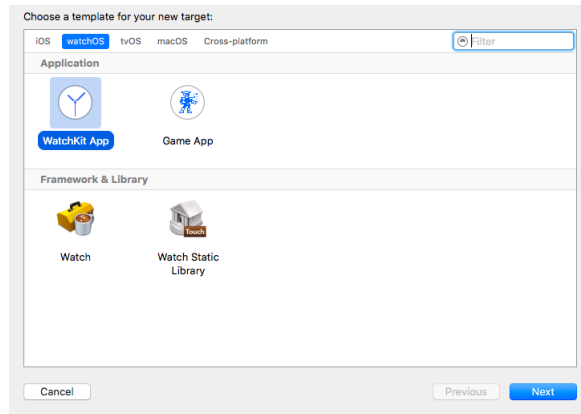 Choose a template for your new target:
iOS watchOS tvOS macOS Cross-platform Filter
Application
WatchKit App Game App
Framework & Library
Touch
Watch Watch Static
Library
Cancel Previous Next